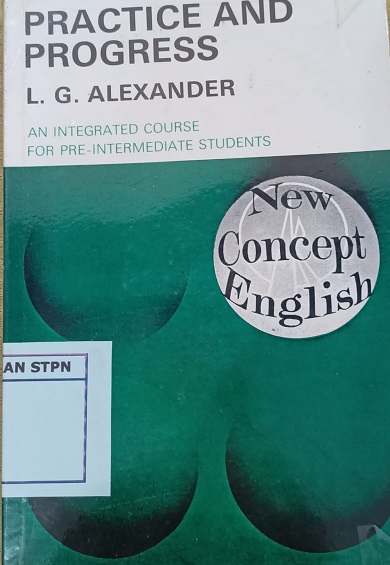 PRACTICE AND
PROGRESS
L. G. ALEXANDER
AN INTEGRATED COURSE
FOR PRE-INTERMEDIATE STUDENTS
New
Concept
English
AN STPN